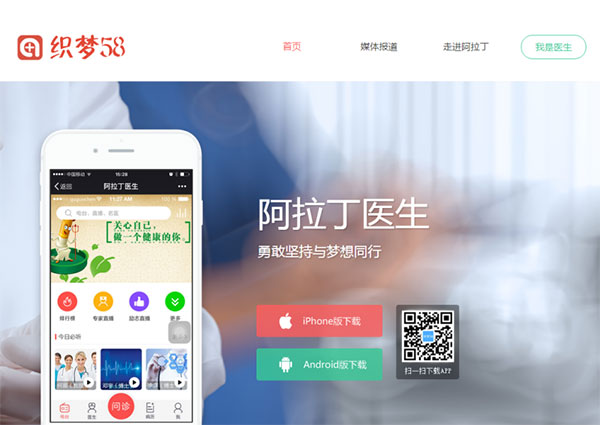 织梦58
首页
媒体报道
走进阿拉丁
我是医生
中国移动
15:28
返回
阿拉丁医生
11:27 AM
关心自己,
做一个健康的你.
排行榜
专家直播
励志直播
更多
今日必听
医生
问诊
病历
我
阿拉丁医生
勇敢坚持与梦想同行
iPhone版下载
Android版下载
扫一扫下载APP